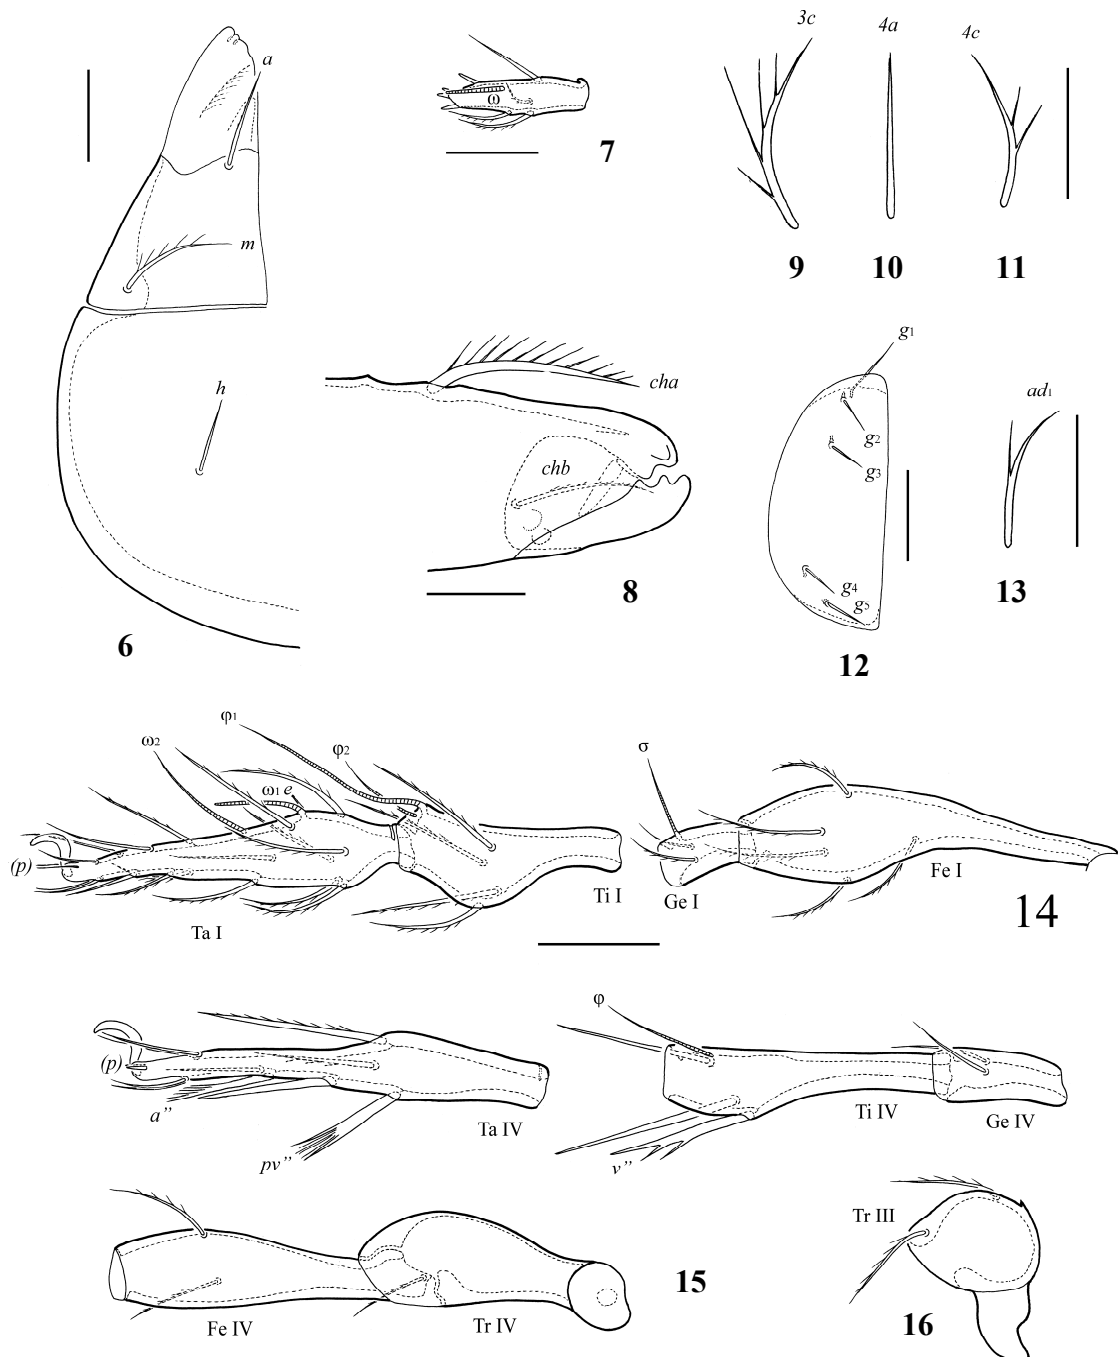 3c
4a
4c
6
a
ω
7
m
9
10
11
g1
h
cha
ad1
g2
g3
chb
8
13
g4
g5
6
12
φ1
ω2
φ2
σ
ω1 e
(p)
Ti I
Ge I
Fe I
14
Ta I
φ
(p)
a”
Ta IV
Ti IV
Ge IV
pv”
v”
Tr III
15
16
Fe IV
Tr IV